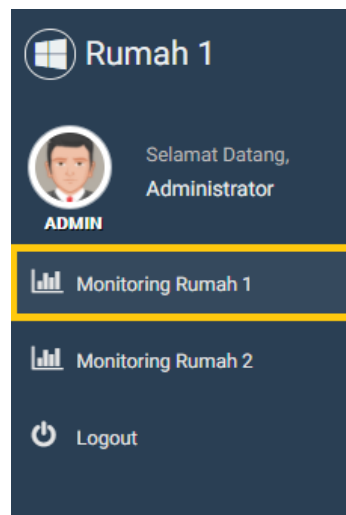 Rumah 1
Selamat Datang,
Administrator
ADMIN
Monitoring Rumah 1
Monitoring Rumah 2
Logout